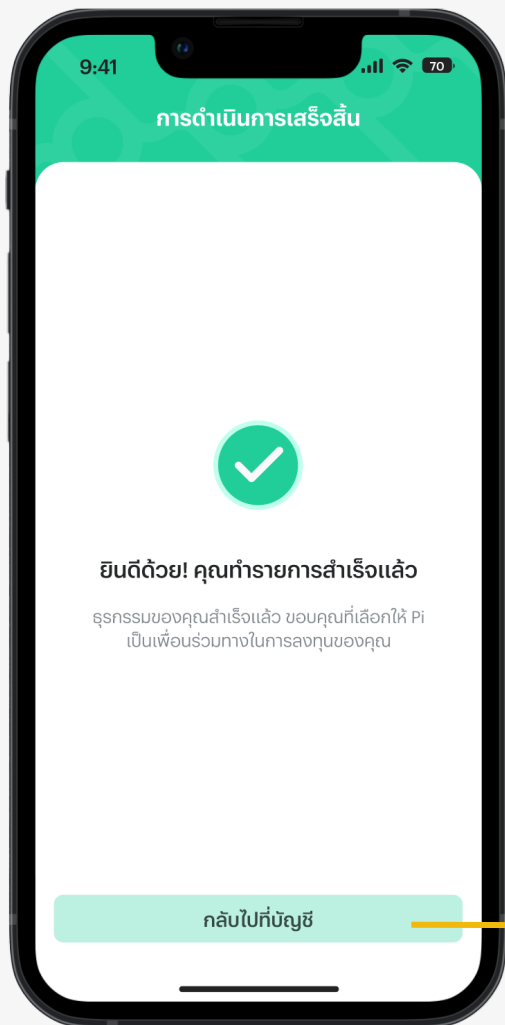 9:41
70
การดำเนินการเสร็จสิ้น
ยินดีด้วย! คุณทำรายการสำเร็จแล้ว
ธุรกรรมของคุณสำเร็จแล้ว ขอบคุณที่เลือกให้ Pi
เป็นเพื่อนร่วมทางในการลงทุนของคุณ
กลับไปที่บัญชี